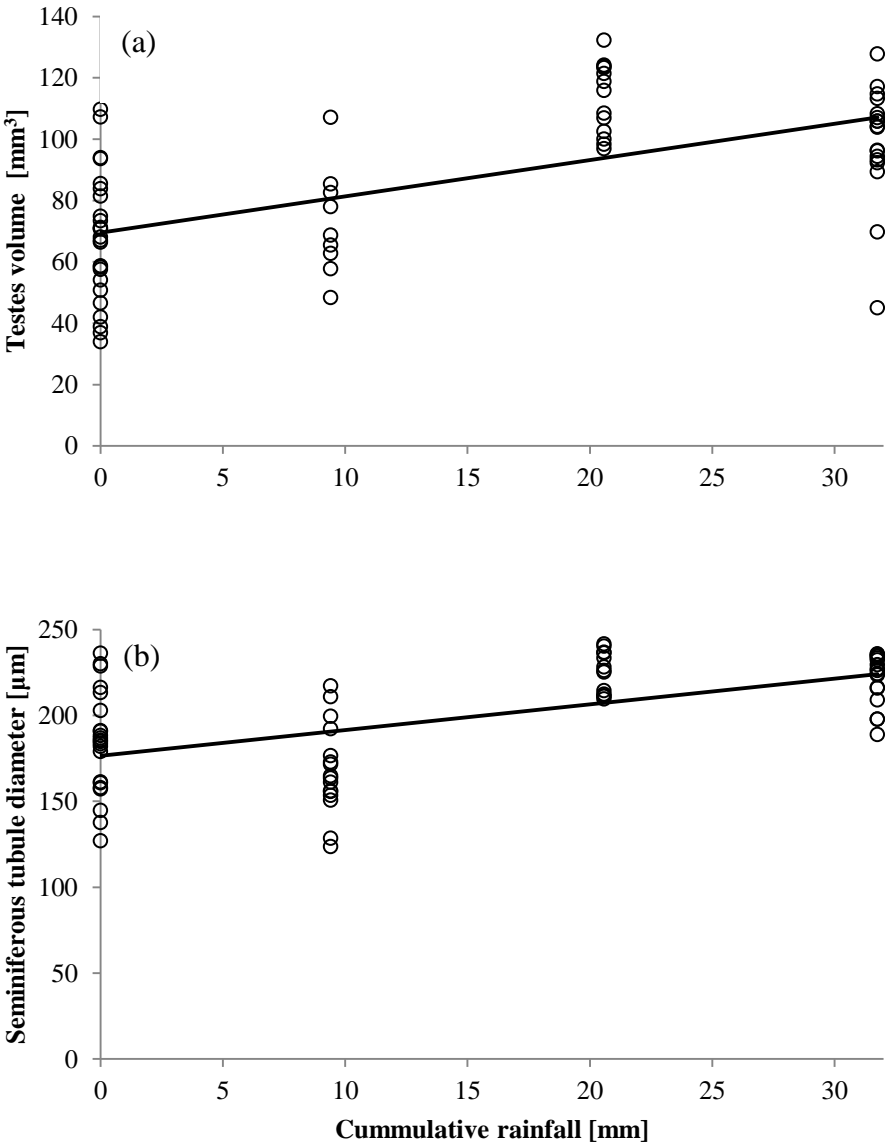 (a)
Testes volume [mm³]
140
120
100
80
60
40
20
0
0 5 10 15 20 25 30
(b)
Seminiferous tubule diameter [µm]
250
200
150
100
50
0
0 5 10 15 20 25 30
Cummulative rainfall [mm]